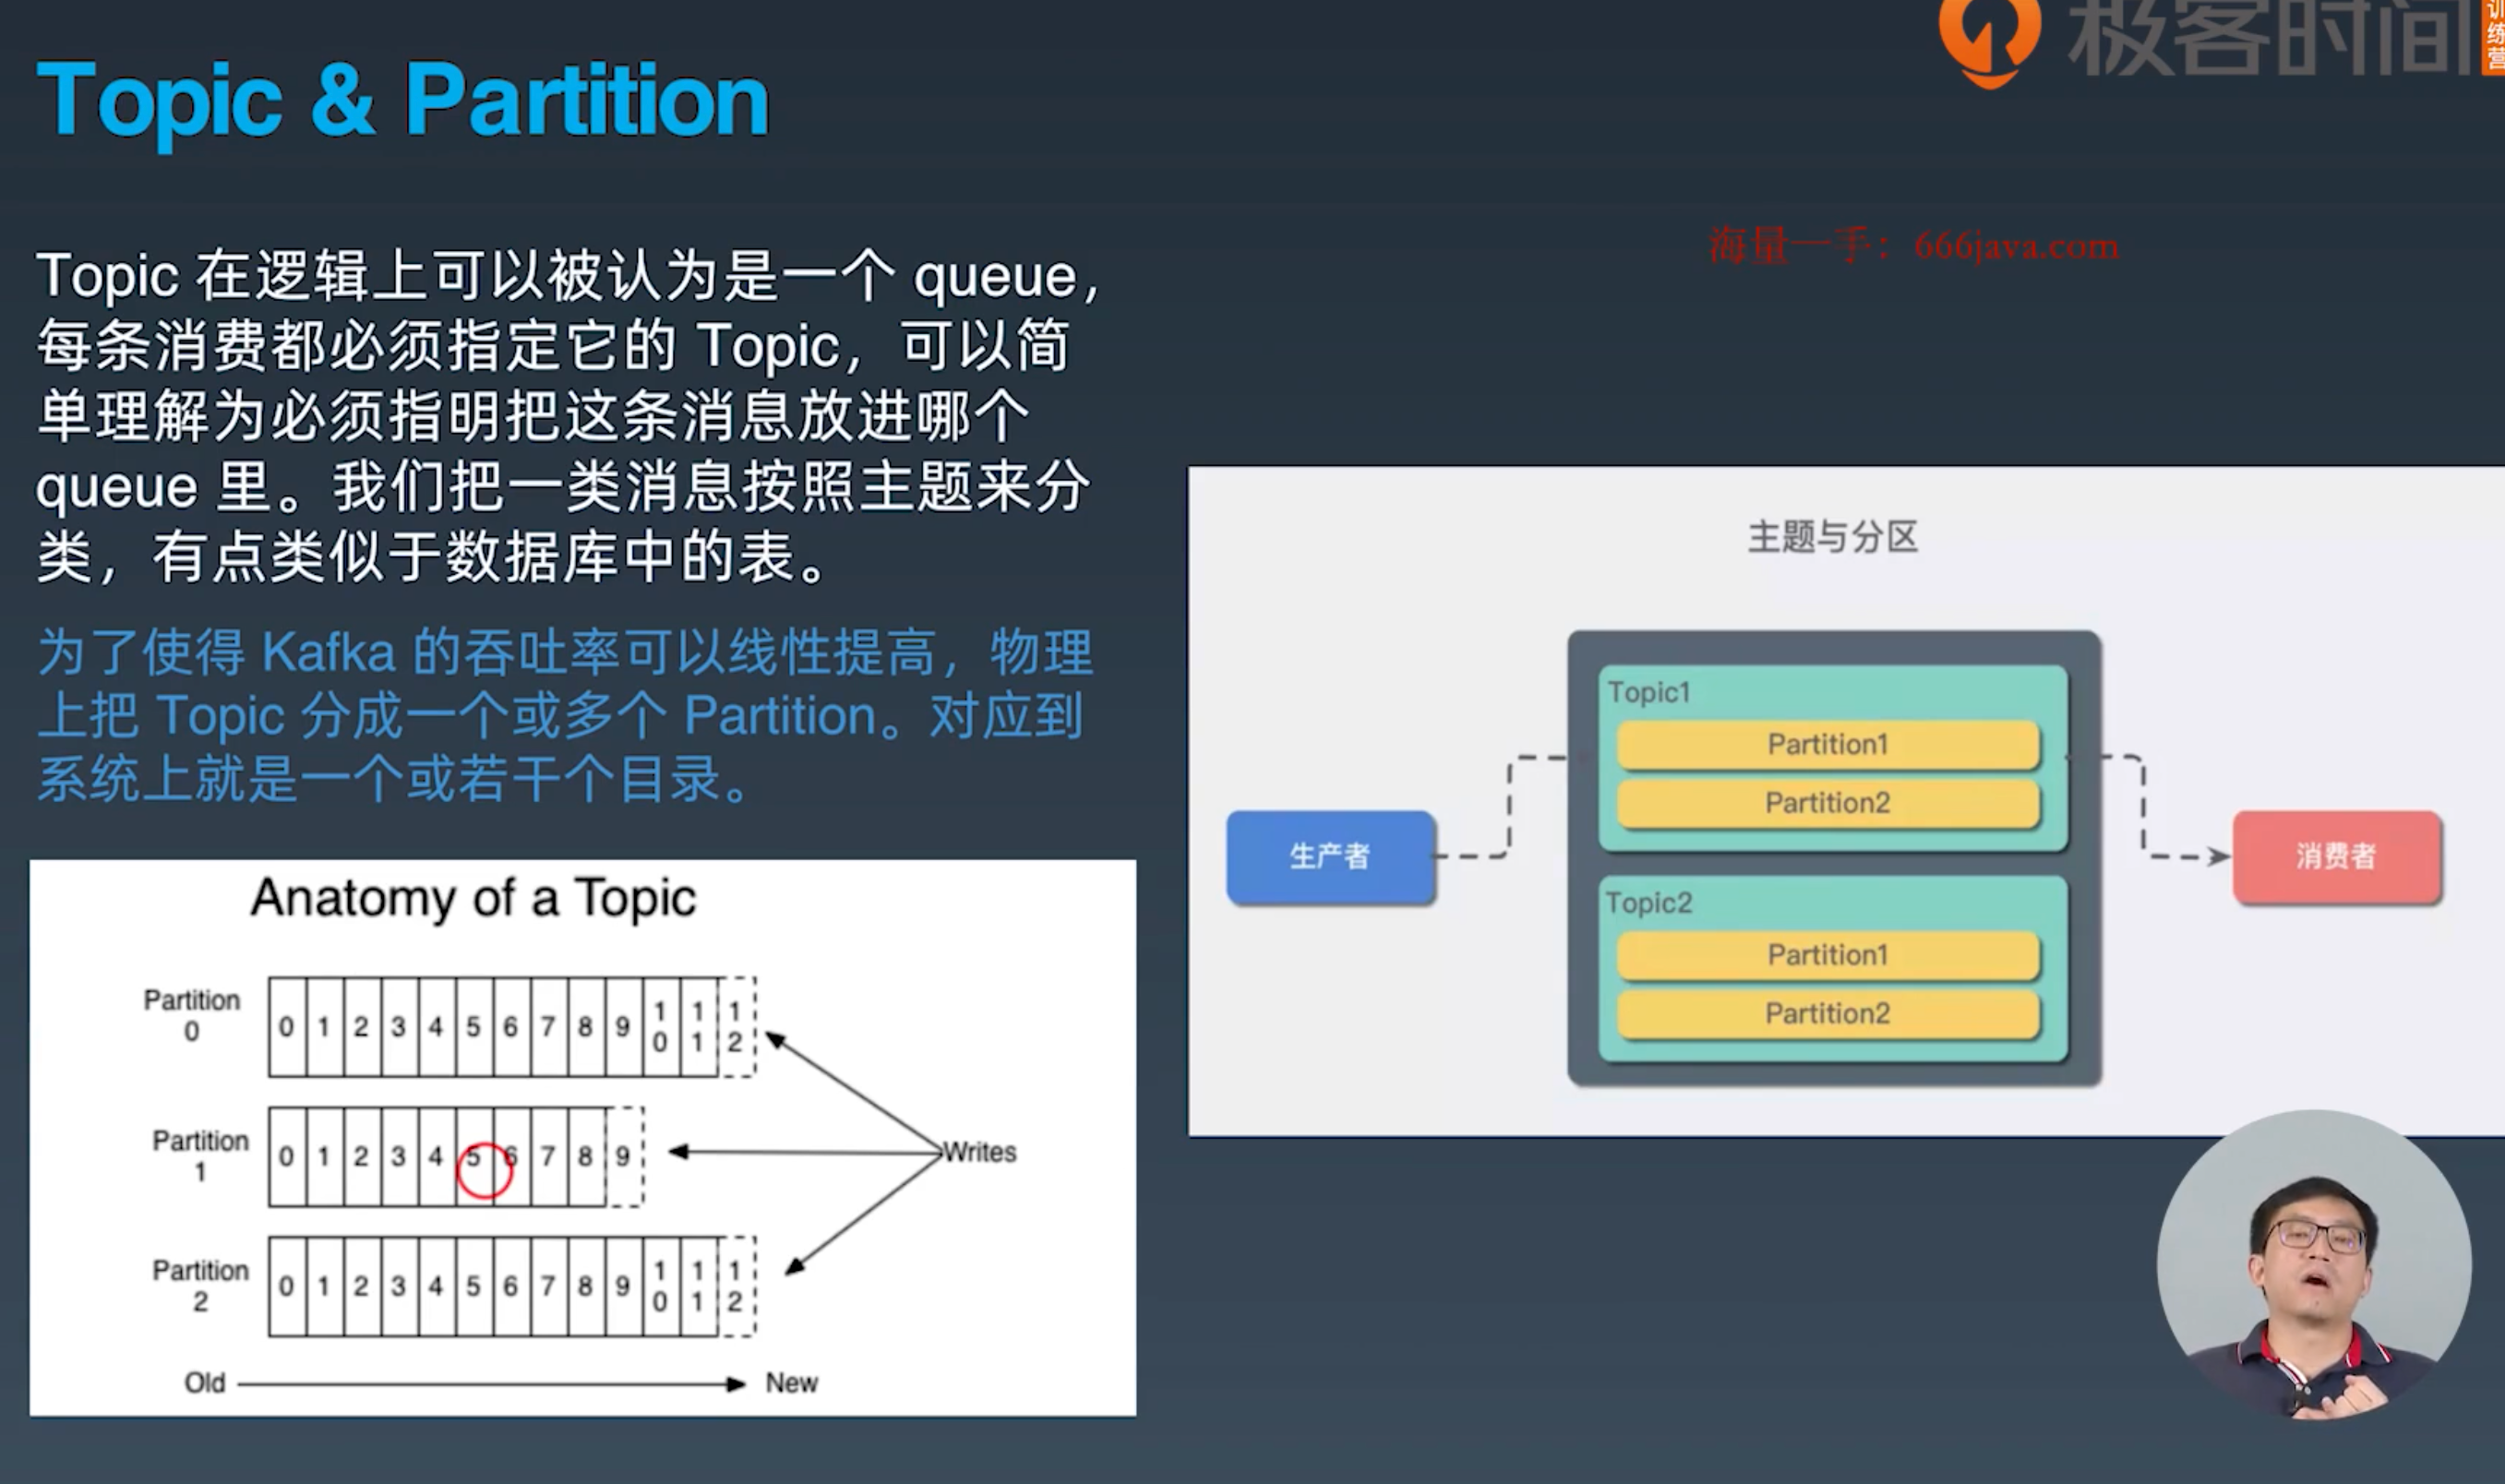 极客时间
训练营
Topic & Partition
海量一手：666java.com
Topic 在逻辑上可以被认为是一个 queue，
每条消费都必须指定它的 Topic，可以简
单理解为必须指明把这条消息放进哪个
queue 里。我们把一类消息按照主题来分
类，有点类似于数据库中的表。
为了使得 Kafka 的吞吐率可以线性提高，物理
上把 Topic 分成一个或多个 Partition。对应到
系统上就是一个或若干个目录。
Anatomy of a Topic
Partition
0
0 1 2 3 4 5 6 7 8 9 10 11 12
Partition
1
0 1 2 3 4 5 6 7 8 9
Writes
Partition
2
0 1 2 3 4 5 6 7 8 9 10 11 12
Old
New
主题与分区
生产者
Topic1
Partition1
Partition2
Topic2
Partition1
Partition2
消费者